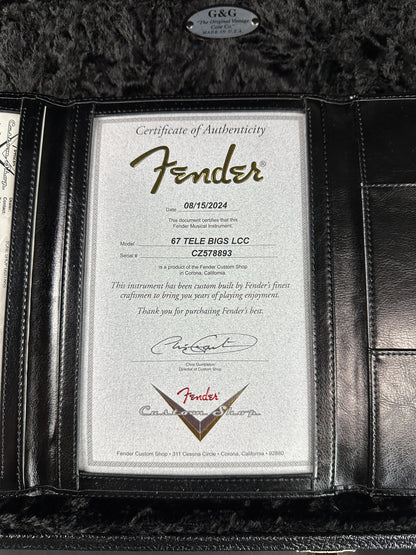 G&G
"The Original Vintage
Case Co."
MADE IN U.S.A.
Certificate of Authenticity
Fender®
Date 08/15/2024
This document certifies that this
Fender Musical Instrument,
Model 67 TELE BIGS LCC
Serial # CZ578893
is a product of the Fender Custom Shop
in Corona, California.
This instrument has been custom built by Fender's finest
craftsmen to bring you years of playing enjoyment.
Thank you for purchasing Fender's best.
Director of Custom Shop
Fender
Custom Shop
Fender Custom Shop • 311 Cessna Circle • Corona, California • 92880